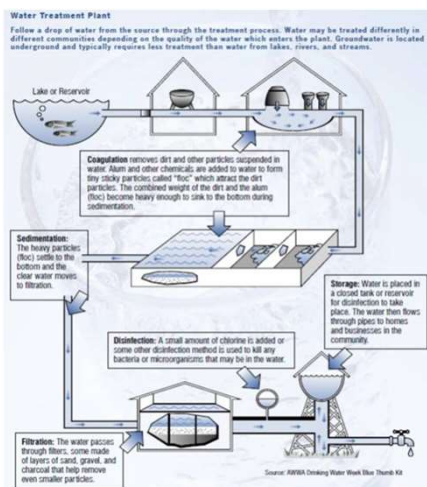 Water Treatment Plant
Follow a drop of water from the source through the treatment process. Water may be treated differently in
different communities depending on the quality of the water which enters the plant. Groundwater is located
underground and typically requires less treatment than water from lakes, rivers, and streams.
Lake or Reservoir
Coagulation removes dirt and other particles suspended in
water. Alum and other chemicals are added to water to form
tiny sticky particles called "floc" which attract the dirt
particles. The combined weight of the dirt and the alum
(floc) become heavy enough to sink to the bottom during
sedimentation.
Sedimentation:
The heavy particles
(floc) settle to the
bottom and the
clear water moves
to filtration.
Storage: Water is placed in
a closed tank or reservoir
for disinfection to take
place. The water then flows
through pipes to homes
and businesses in the
community.
Disinfection: A small amount of chlorine is added or
some other disinfection method is used to kill any
bacteria or microorganisms that may be in the water.
Filtration: The water passes
through filters, some made
of layers of sand, gravel, and
charcoal that help remove
even smaller particles.
Source: AWWA Drinking Water Week Blue Thumb Kit